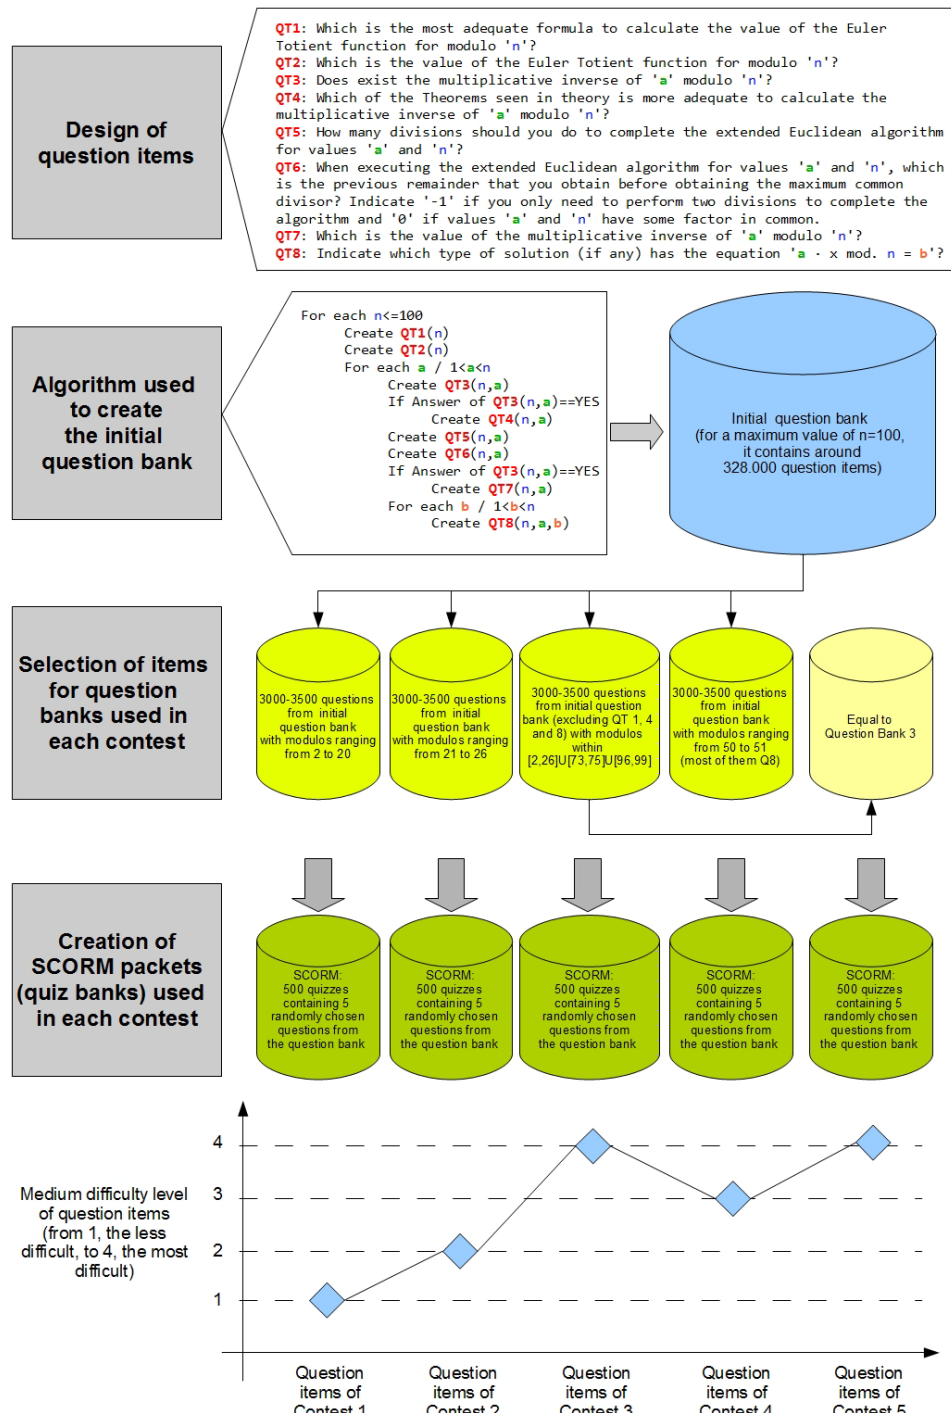 Design of
question items
QT1: Which is the most adequate formula to calculate the value of the Euler
Totient function for modulo 'n'?
QT2: Which is the value of the Euler Totient function for modulo 'n'?
QT3: Does exist the multiplicative inverse of 'a' modulo 'n'?
QT4: Which of the Theorems seen in theory is more adequate to calculate the
multiplicative inverse of 'a' modulo 'n'?
QT5: How many divisions should you do to complete the extended Euclidean algorithm
for values 'a' and 'n'?
QT6: When executing the extended Euclidean algorithm for values 'a' and 'n', which
is the previous remainder that you obtain before obtaining the maximum common
divisor? Indicate '-1' if you only need to perform two divisions to complete the
algorithm and '0' if values 'a' and 'n' have some factor in common.
QT7: Which is the value of the multiplicative inverse of 'a' modulo 'n'?
QT8: Indicate which type of solution (if any) has the equation 'a · x mod. n = b'?
Algorithm used
to create
the initial
question bank
For each n<=100
Create QT1(n)
Create QT2(n)
For each a / 1<a<n
Create QT3(n,a)
If Answer of QT3(n,a)==YES
Create QT4(n,a)
Create QT5(n,a)
Create QT6(n,a)
If Answer of QT3(n,a)==YES
Create QT7(n,a)
For each b / 1<b<n
Create QT8(n,a,b)
Initial question bank
(for a maximum value of n=100,
it contains around
328.000 question items)
Selection of items
for question
banks used in
each contest
3000-3500 questions
from initial
question bank
with modulos ranging
from 2 to 20
3000-3500 questions
from initial
question bank
with modulos ranging
from 21 to 26
3000-3500 questions
from initial question
bank (excluding QT 1, 4
and 8) with modulos
within
[2,26]U[73,75]U[96,99]
3000-3500 questions
from initial
question bank
with modulos ranging
from 50 to 51
(most of them Q8)
Equal to
Question Bank 3
Creation of
SCORM packets
(quiz banks) used
in each contest
SCORM:
500 quizzes
containing 5
randomly chosen
questions from
the question bank
SCORM:
500 quizzes
containing 5
randomly chosen
questions from
the question bank
SCORM:
500 quizzes
containing 5
randomly chosen
questions from
the question bank
SCORM:
500 quizzes
containing 5
randomly chosen
questions from
the question bank
SCORM:
500 quizzes
containing 5
randomly chosen
questions from
the question bank
Medium difficulty level
of question items
(from 1, the less
difficult, to 4, the most
difficult)
4
3
2
1
Question
items of
Contest 1
Question
items of
Contest 2
Question
items of
Contest 3
Question
items of
Contest 4
Question
items of
Contest 5